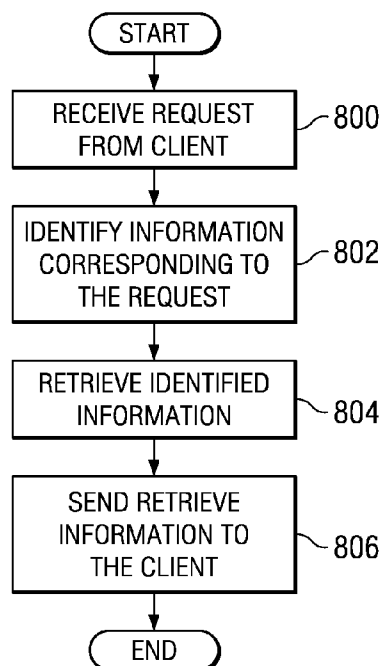 START
RECEIVE REQUEST
FROM CLIENT
800
IDENTIFY INFORMATION
CORRESPONDING TO
THE REQUEST
802
RETRIEVE IDENTIFIED
INFORMATION
804
SEND RETRIEVE
INFORMATION TO
THE CLIENT
806
END